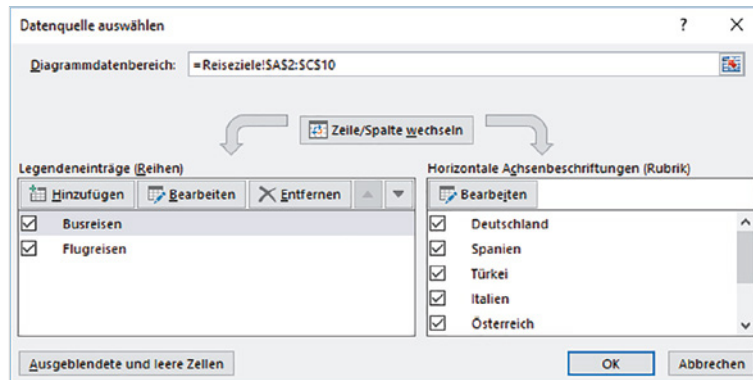 Datenquelle auswählen ?
Diagrammdatenbereich: =Reiseziele!$A$2:$C$10
Zeile/Spalte wechseln
Legendeneinträge (Reihen)
Hinzufügen Bearbeiten Entfernen
Busreisen
Flugreisen
Horizontale Achsenbeschriftungen (Rubrik)
Bearbeiten
Deutschland
Spanien
Türkei
Italien
Österreich
Ausgeblendete und leere Zellen
OK Abbrechen